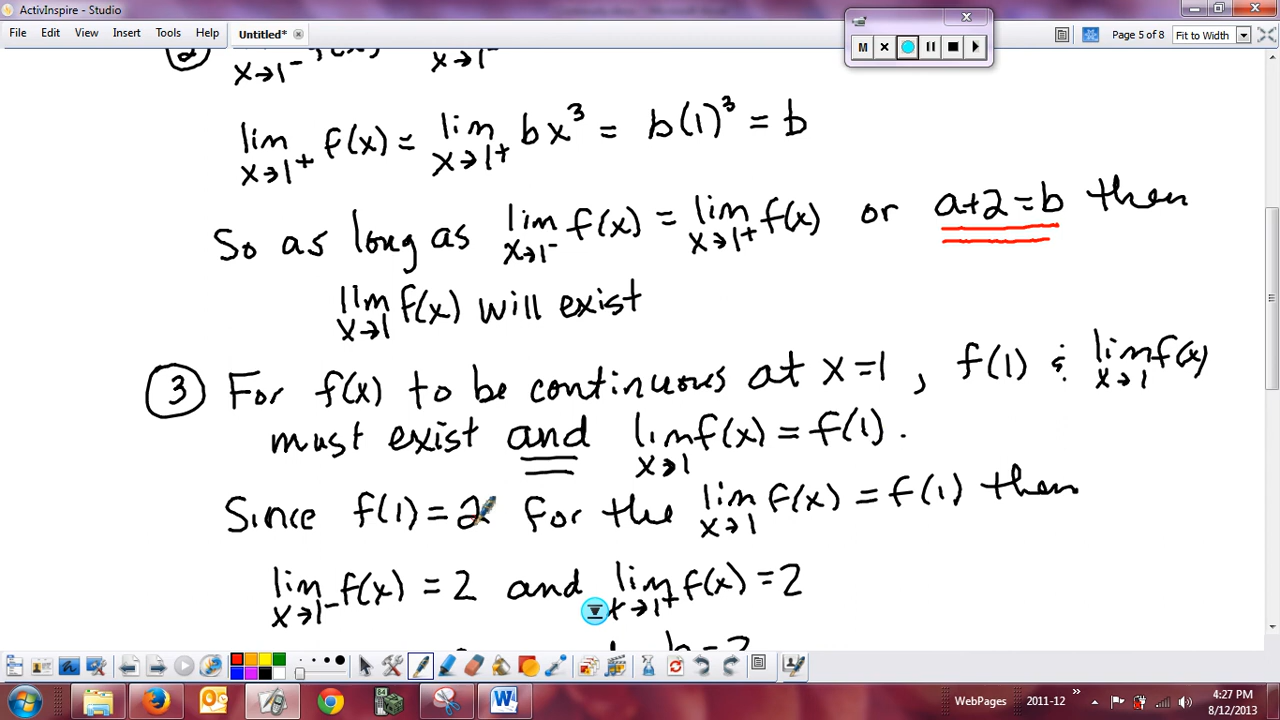 ActivInspire - Studio
File Edit View Insert Tools Help Untitled* Page 5 of 8 Fit to Width
M
② x→1⁻ x→1⁻
lim x→1⁺ f(x) = lim x→1⁺ bx³ = b(1)³ = b
So as long as lim x→1⁻ f(x) = lim x→1⁺ f(x) or a+2=b then
lim x→1 f(x) will exist
③ For f(x) to be continuous at x=1, f(1) & lim x→1 f(x)
must exist and lim x→1 f(x) = f(1).
Since f(1) = 2 for the lim x→1 f(x) = f(1) then
lim x→1⁻ f(x) = 2 and lim x→1⁺ f(x) = 2
WebPages 2011-12 4:27 PM
8/12/2013